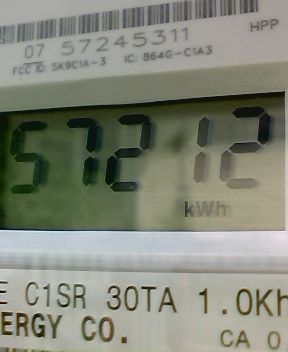 07 57245311
HPP
FCC ID: SK9C1A-3 IC: 864G-C1A3
57212
kWh
E C1SR 30TA 1.0Kh
ERGY CO.
CA 0